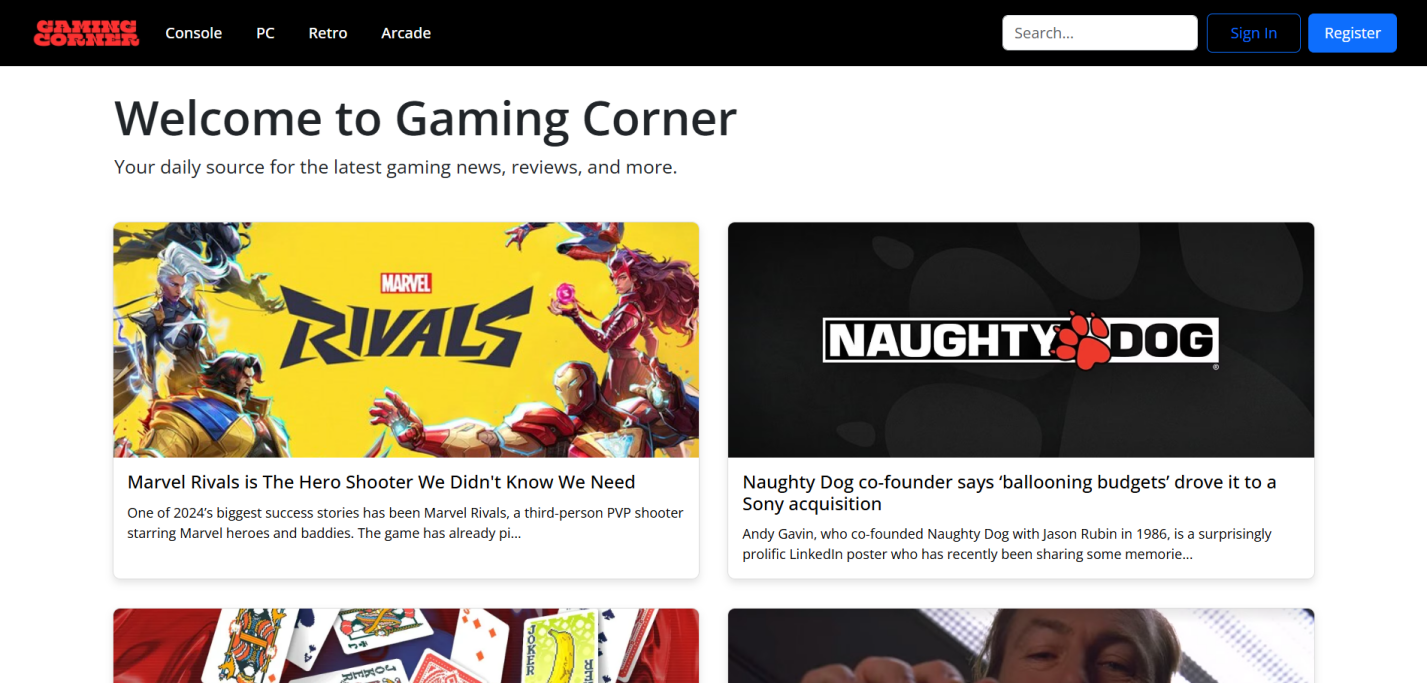 GAMING
CORNER
Console
PC
Retro
Arcade
Search...
Sign In
Register
Welcome to Gaming Corner
Your daily source for the latest gaming news, reviews, and more.
MARVEL
RIVALS
NAUGHTY DOG
®
Marvel Rivals is The Hero Shooter We Didn't Know We Need
One of 2024’s biggest success stories has been Marvel Rivals, a third-person PVP shooter
starring Marvel heroes and baddies. The game has already pi...
Naughty Dog co-founder says ‘ballooning budgets’ drove it to a
Sony acquisition
Andy Gavin, who co-founded Naughty Dog with Jason Rubin in 1986, is a surprisingly
prolific LinkedIn poster who has recently been sharing some memorie...
JOKER
JOKER